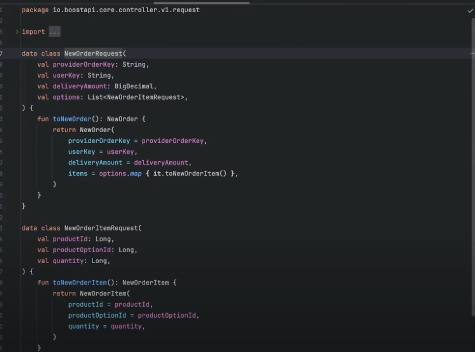 package io.boostapi.core.controller.v1.request
import ...
data class NewOrderRequest(
    val providerOrderKey: String,
    val userKey: String,
    val deliveryAmount: BigDecimal,
    val options: List<NewOrderItemRequest>,
) {
    fun toNewOrder(): NewOrder {
        return NewOrder(
            providerOrderKey = providerOrderKey,
            userKey = userKey,
            deliveryAmount = deliveryAmount,
            items = options.map { it.toNewOrderItem() },
        )
    }
}
data class NewOrderItemRequest(
    val productId: Long,
    val productOptionId: Long,
    val quantity: Long,
) {
    fun toNewOrderItem(): NewOrderItem {
        return NewOrderItem(
            productId = productId,
            productOptionId = productOptionId,
            quantity = quantity,
        )
    }